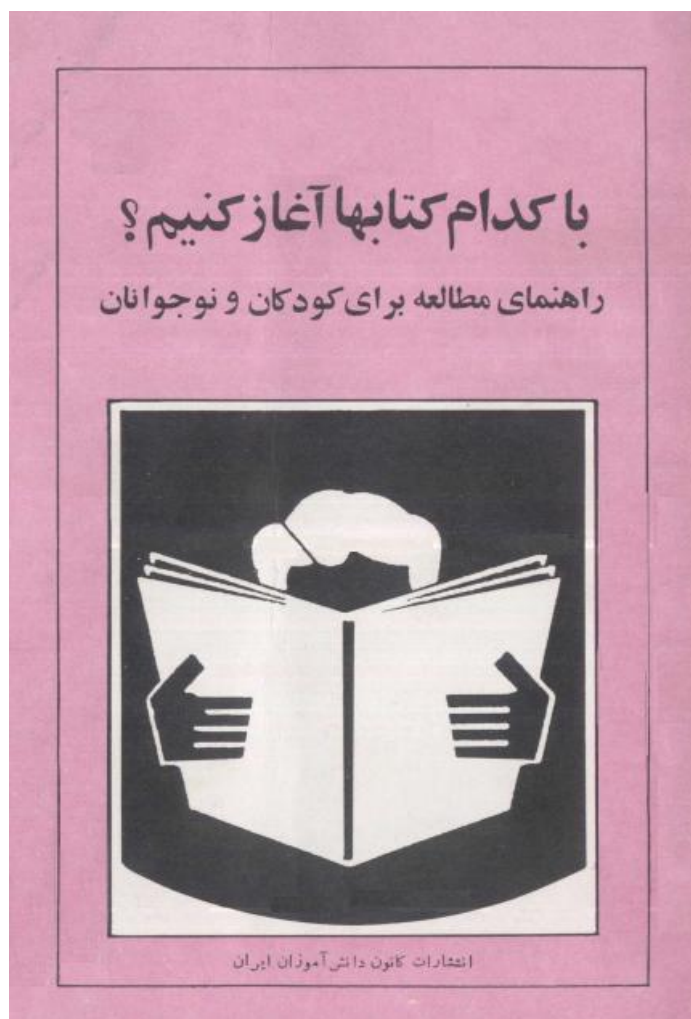 با کدام کتابها آغاز کنیم؟
راهنمای مطالعه برای کودکان و نوجوانان
انتشارات کانون دانش‌آموزان ایران